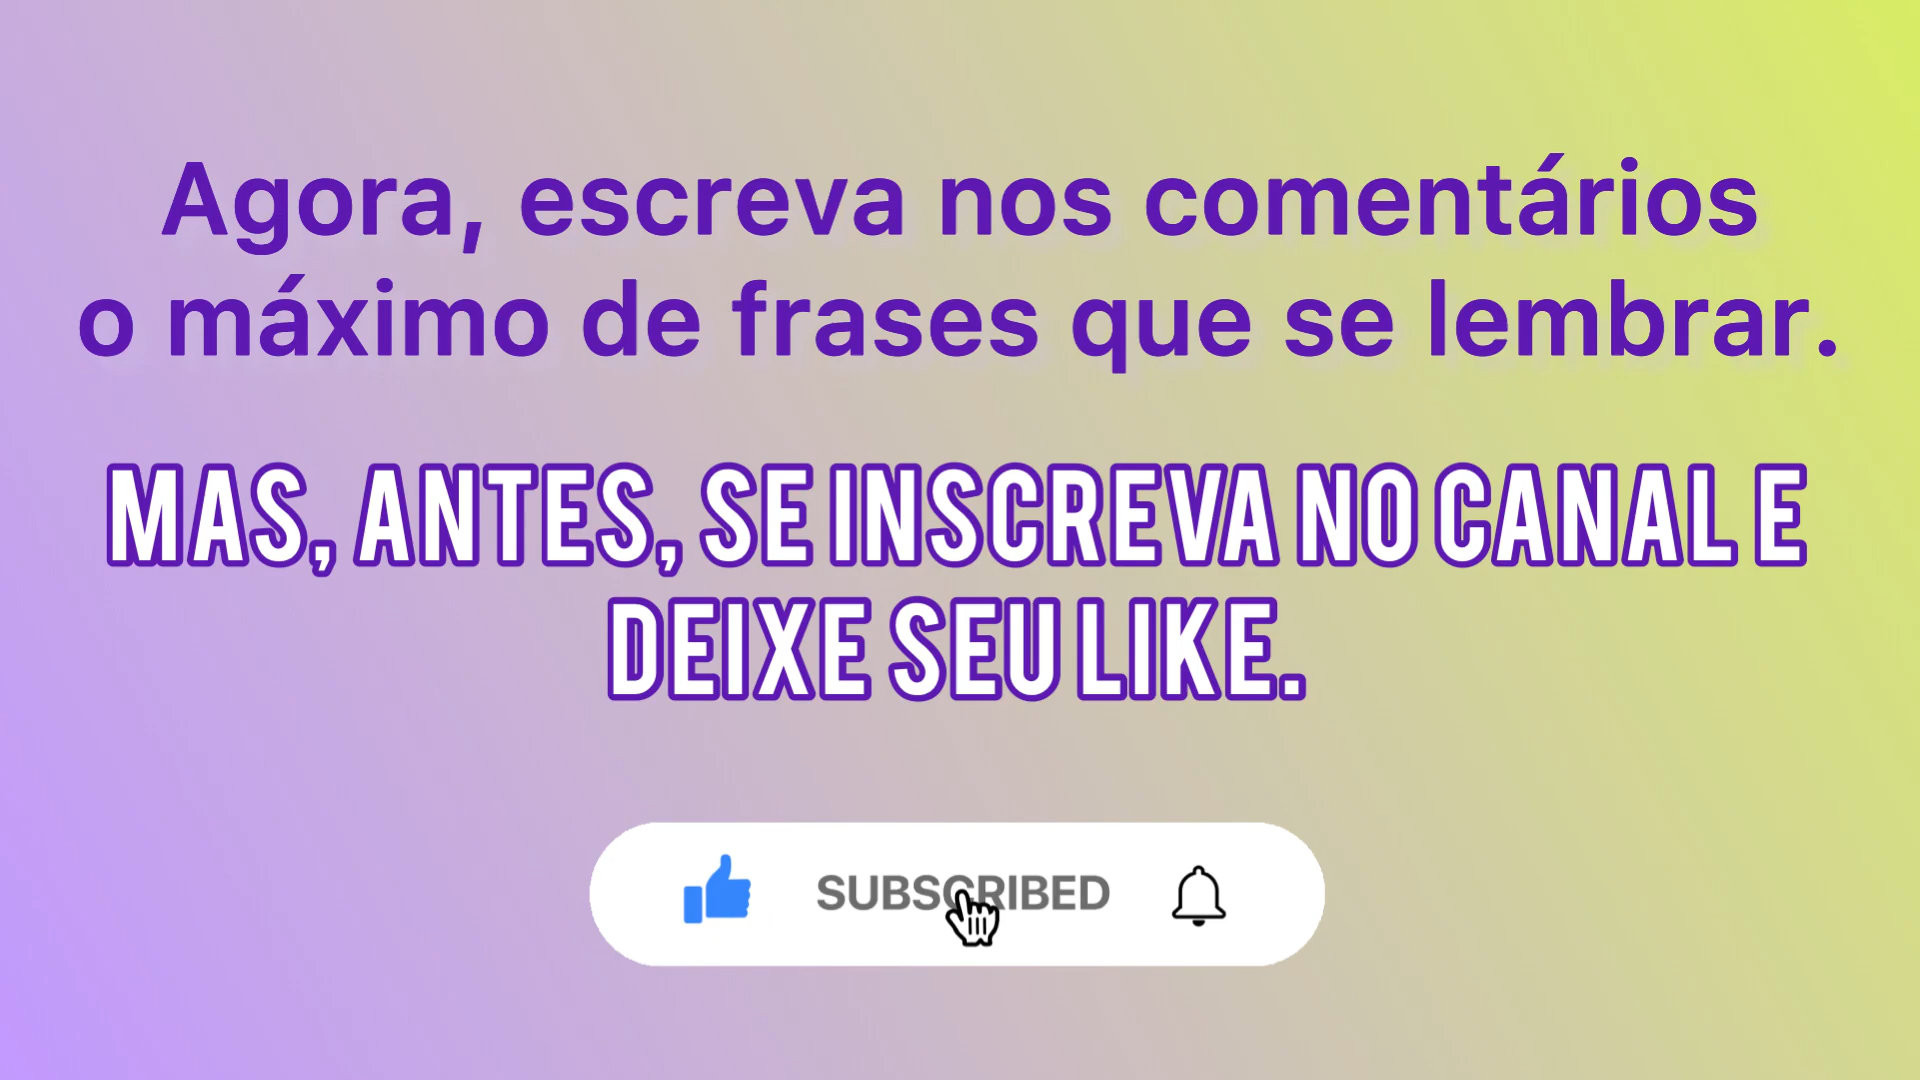 Agora, escreva nos comentários
o máximo de frases que se lembrar.
MAS, ANTES, SE INSCREVA NO CANAL E
DEIXE SEU LIKE.
SUBSCRIBED